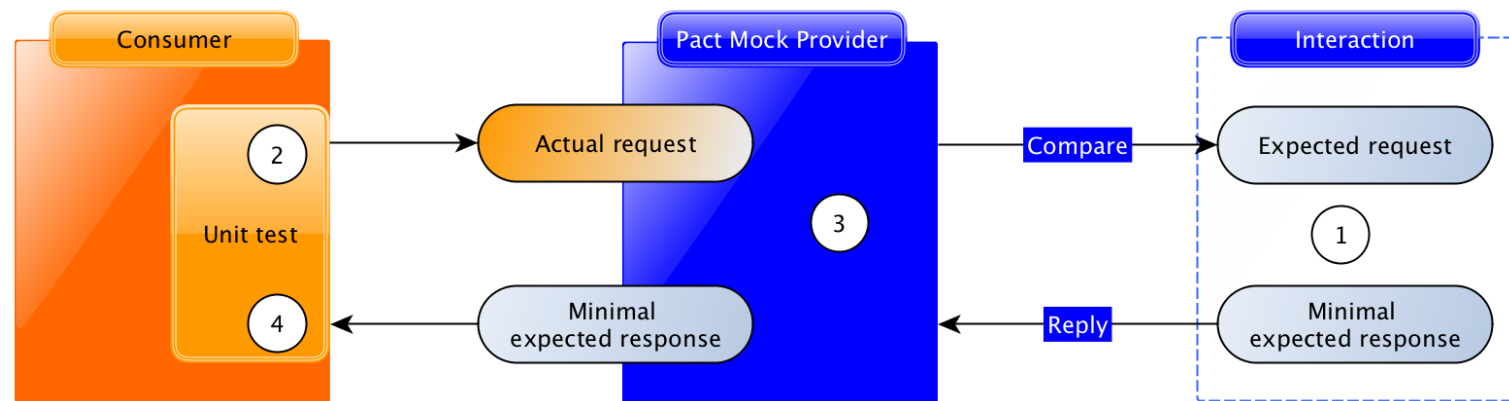 Consumer
Pact Mock Provider
Interaction
2
Actual request
Compare
Expected request
Unit test
3
1
4
Minimal
expected response
Reply
Minimal
expected response